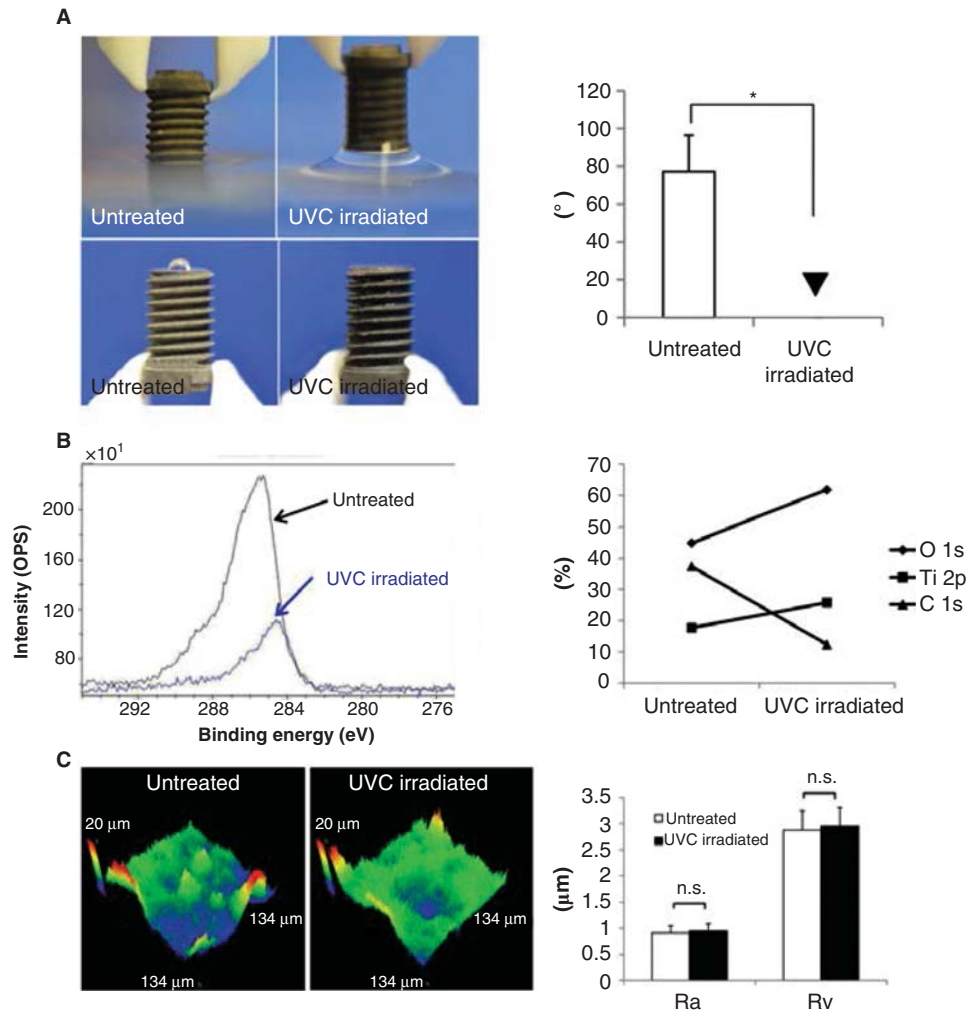 A
Untreated
UVC irradiated
Untreated
UVC irradiated
120
100
80
60
40
20
0
(°)
*
Untreated
UVC
irradiated
B
×10¹
200
160
120
80
Intensity (OPS)
Untreated
UVC irradiated
292
288
284
280
276
Binding energy (eV)
70
60
50
40
30
20
10
0
(%)
O 1s
Ti 2p
C 1s
Untreated
UVC irradiated
C
Untreated
20 µm
134 µm
134 µm
UVC irradiated
20 µm
134 µm
134 µm
3.5
3
2.5
2
1.5
1
0.5
0
(µm)
Untreated
UVC irradiated
n.s.
n.s.
Ra
Rv